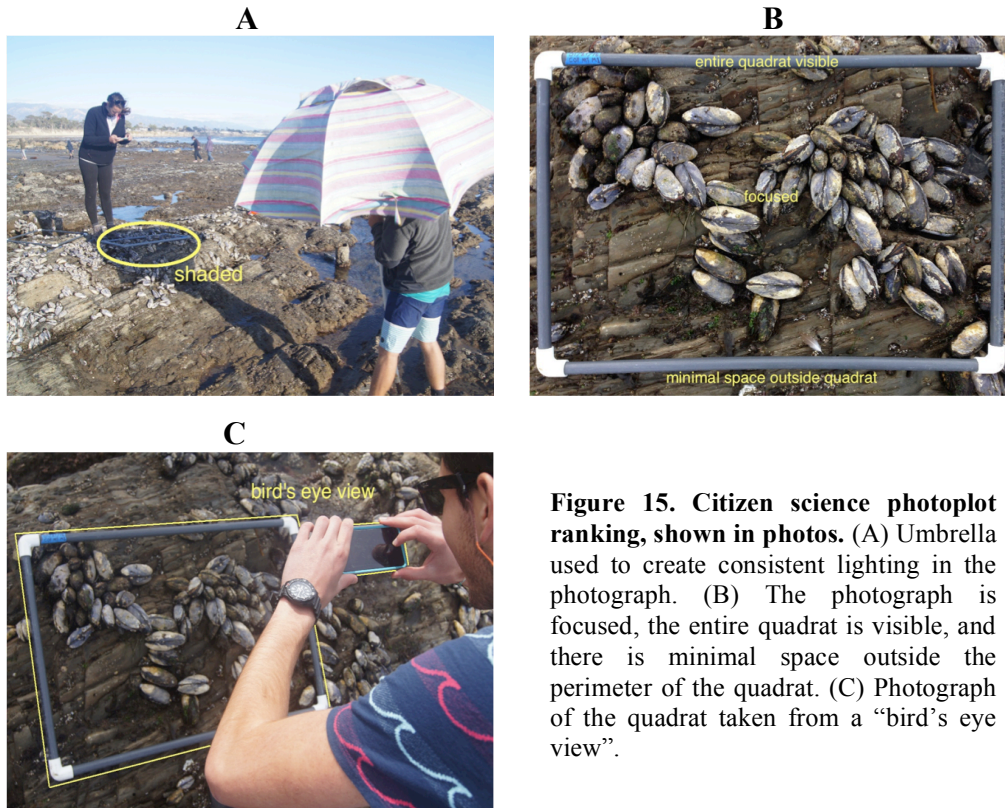 A
B
shaded
entire quadrat visible
focused
minimal space outside quadrat
C
bird's eye view
Figure 15. Citizen science photoplot
ranking, shown in photos. (A) Umbrella
used to create consistent lighting in the
photograph. (B) The photograph is
focused, the entire quadrat is visible, and
there is minimal space outside the
perimeter of the quadrat. (C) Photograph
of the quadrat taken from a “bird’s eye
view”.